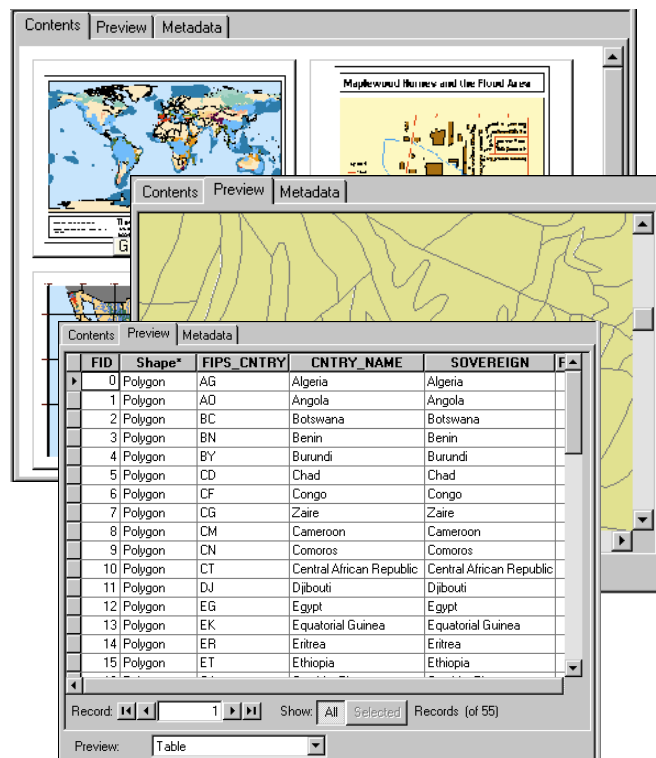 Contents Preview Metadata
Maplewood Homes and the Flood Area
G
Contents Preview Metadata
Contents Preview Metadata
FID Shape* FIPS_CNTRY CNTRY_NAME SOVEREIGN
0 Polygon AG Algeria Algeria
1 Polygon AO Angola Angola
2 Polygon BC Botswana Botswana
3 Polygon BN Benin Benin
4 Polygon BY Burundi Burundi
5 Polygon CD Chad Chad
6 Polygon CF Congo Congo
7 Polygon CG Zaire Zaire
8 Polygon CM Cameroon Cameroon
9 Polygon CN Comoros Comoros
10 Polygon CT Central African Republic Central African Republic
11 Polygon DJ Djibouti Djibouti
12 Polygon EG Egypt Egypt
13 Polygon EK Equatorial Guinea Equatorial Guinea
14 Polygon ER Eritrea Eritrea
15 Polygon ET Ethiopia Ethiopia
Record: 1 Show: All Selected Records (of 55)
Preview: Table